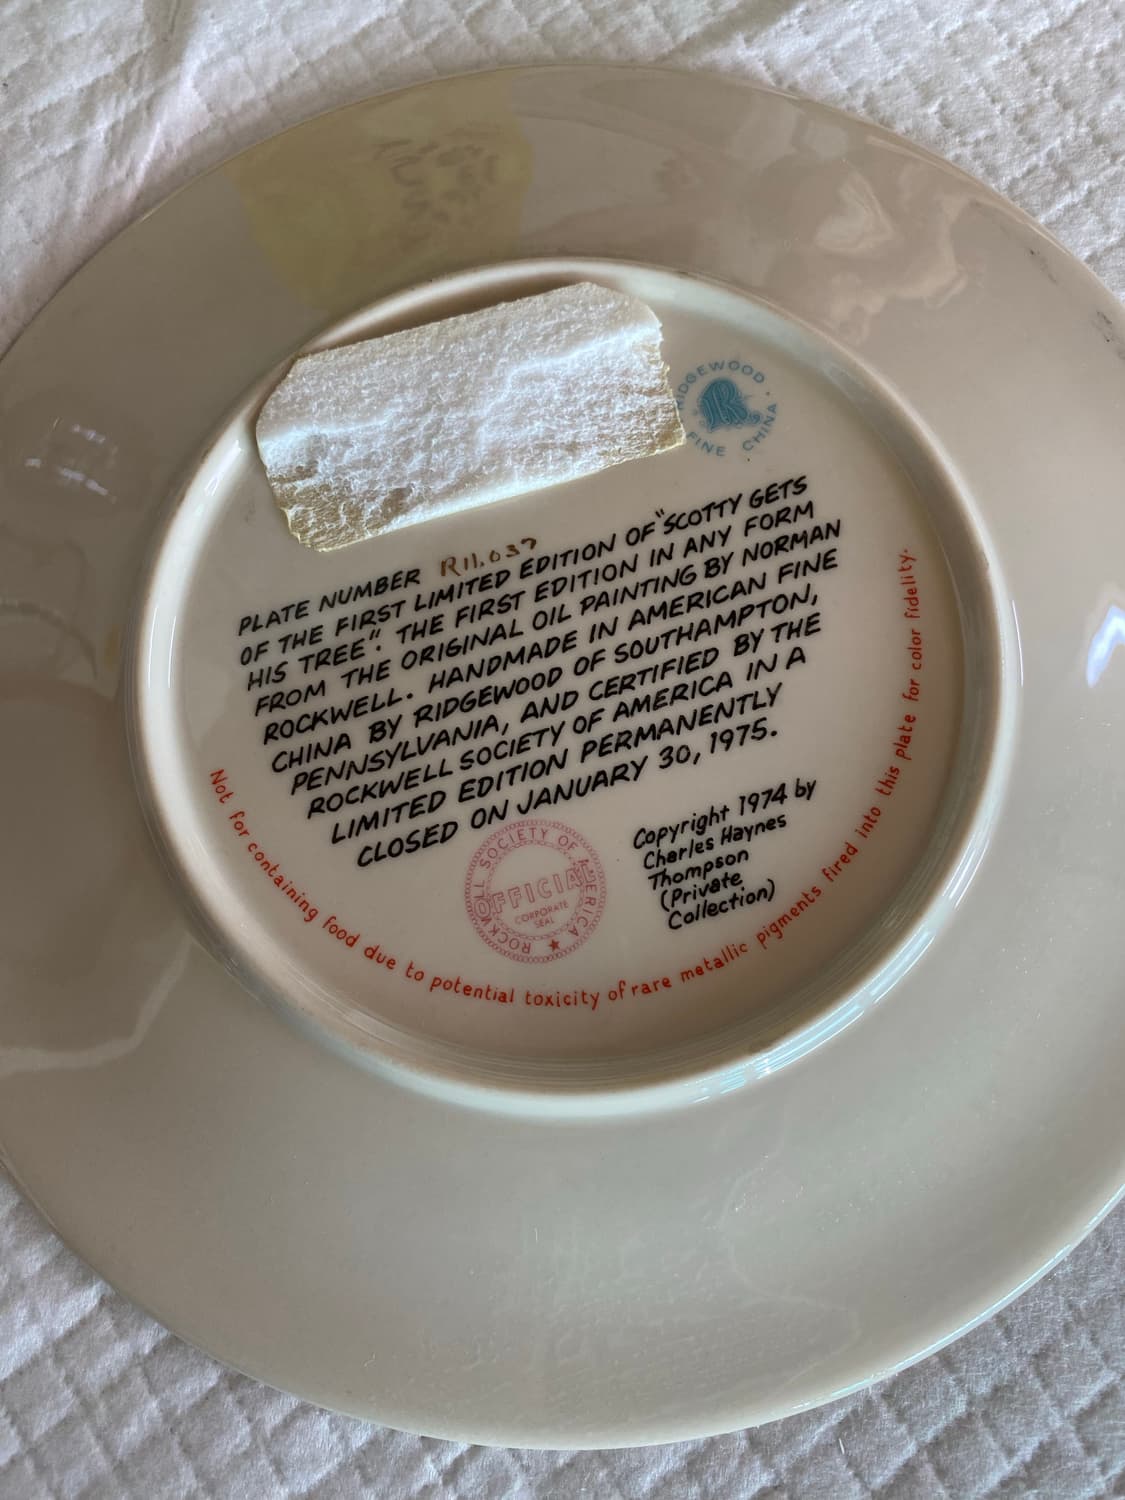 RIDGEWOOD
R
FINE CHINA
PLATE NUMBER R11,037
OF THE FIRST LIMITED EDITION OF "SCOTTY GETS
HIS TREE". THE FIRST EDITION IN ANY FORM
FROM THE ORIGINAL OIL PAINTING BY NORMAN
ROCKWELL. HANDMADE IN AMERICAN FINE
CHINA BY RIDGEWOOD OF SOUTHAMPTON,
PENNSYLVANIA, AND CERTIFIED BY THE
ROCKWELL SOCIETY OF AMERICA IN A
LIMITED EDITION PERMANENTLY
CLOSED ON JANUARY 30, 1975.
ROCKWELL SOCIETY OF AMERICA
OFFICIAL
CORPORATE
SEAL
Copyright 1974 by
Charles Haynes
Thompson
(Private
Collection)
Not for containing food due to potential toxicity of rare metallic pigments fired into this plate for color fidelity.